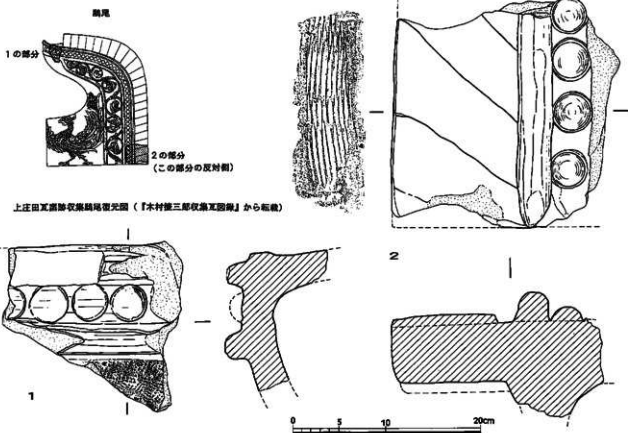 鴟尾
1の部分
2の部分
(この部分の反対側)
上庄田瓦窯跡収集鴟尾復元図(『木村捷三郎収集瓦図録』から転載)
2
1
0 5 10 20cm